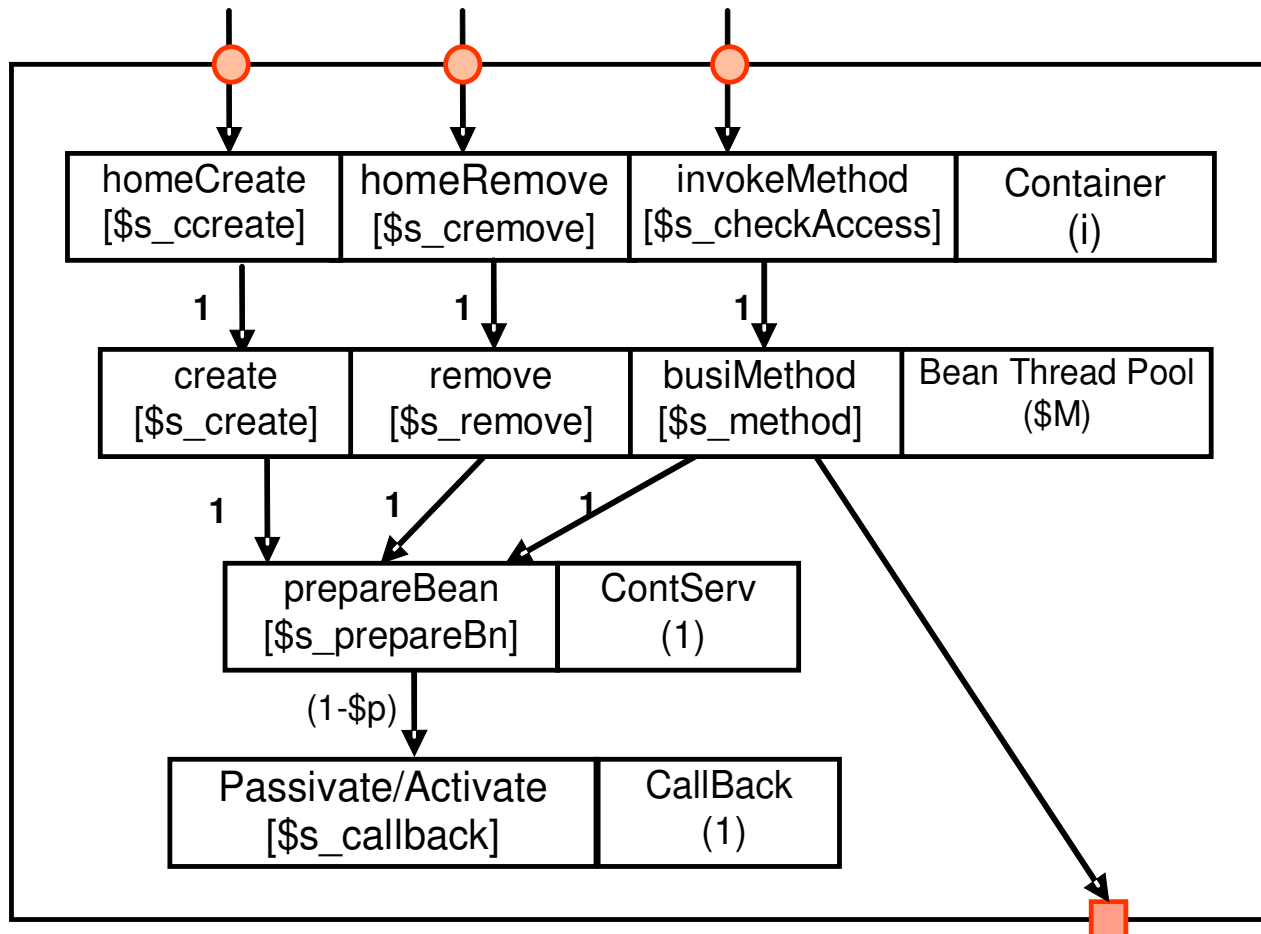 homeCreate
[$s_ccreate]
homeRemove
[$s_cremove]
invokeMethod
[$s_checkAccess]
Container
(i)
1
1
1
create
[$s_create]
remove
[$s_remove]
busiMethod
[$s_method]
Bean Thread Pool
($M)
1
1
1
prepareBean
[$s_prepareBn]
ContServ
(1)
(1-$p)
Passivate/Activate
[$s_callback]
CallBack
(1)